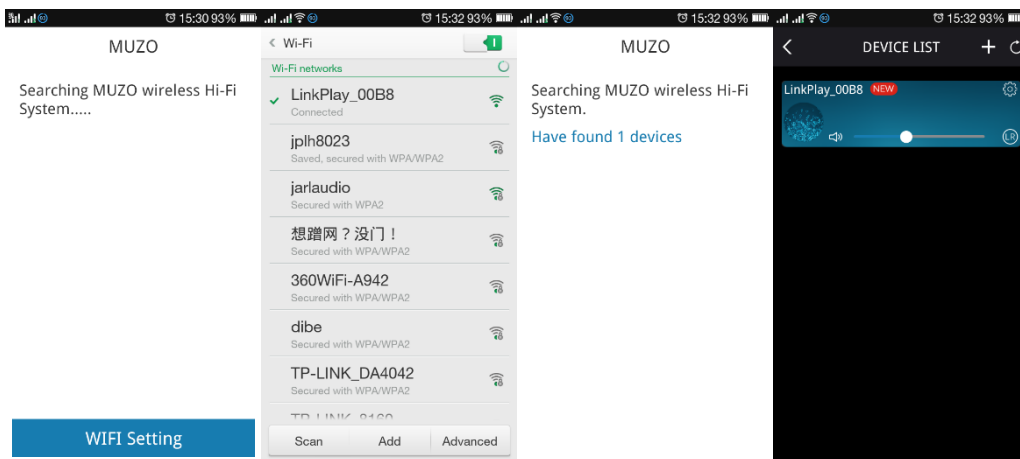 15:30 93%
MUZO
Searching MUZO wireless Hi-Fi
System.....
WIFI Setting
15:32 93%
Wi-Fi
Wi-Fi networks
LinkPlay_00B8
Connected
jplh8023
Saved, secured with WPA/WPA2
jarlaudio
Secured with WPA2
想蹭网？没门！
Secured with WPA/WPA2
360WiFi-A942
Secured with WPA/WPA2
dibe
Secured with WPA/WPA2
TP-LINK_DA4042
Secured with WPA/WPA2
TP-LINK_8160
Scan Add Advanced
15:32 93%
MUZO
Searching MUZO wireless Hi-Fi
System.
Have found 1 devices
15:32 93%
DEVICE LIST
LinkPlay_00B8 NEW
LR